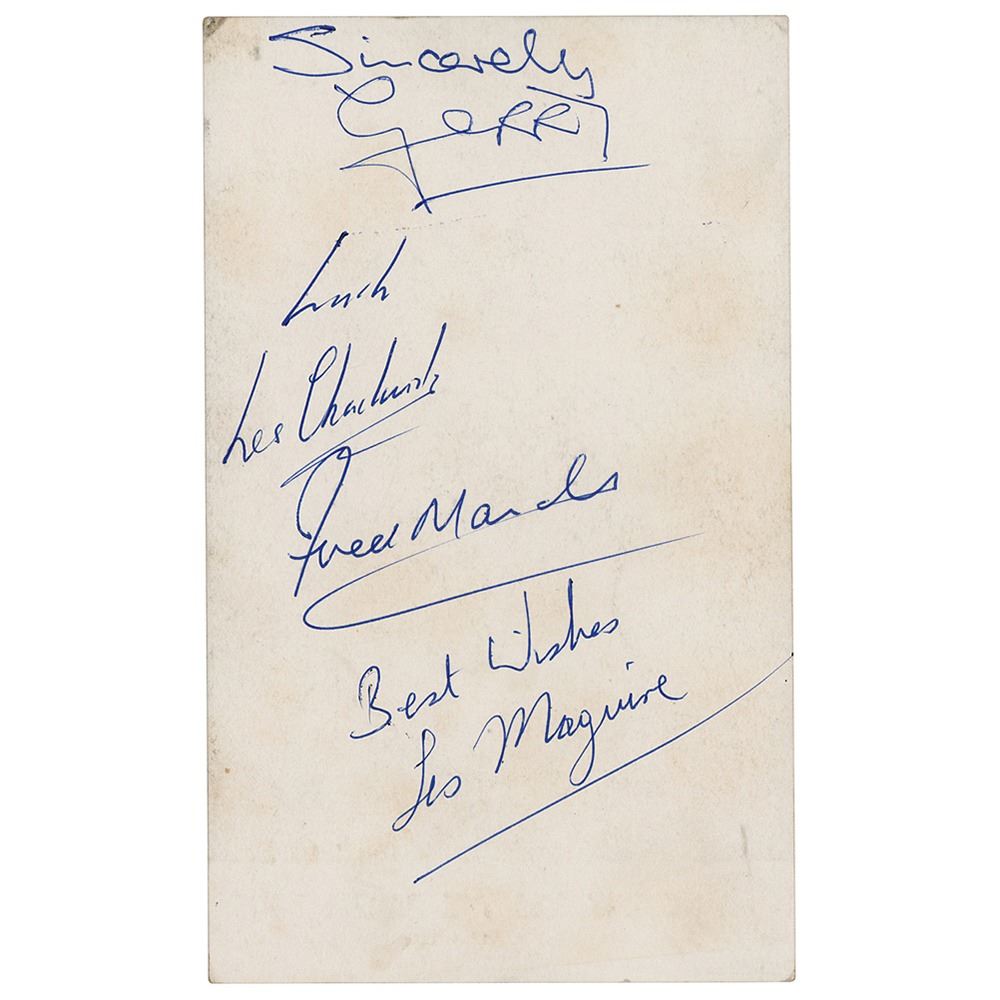 Sincerely
Gerry
Luck
Les Chadwick
Fred Marsden
Best Wishes
Les Maguire